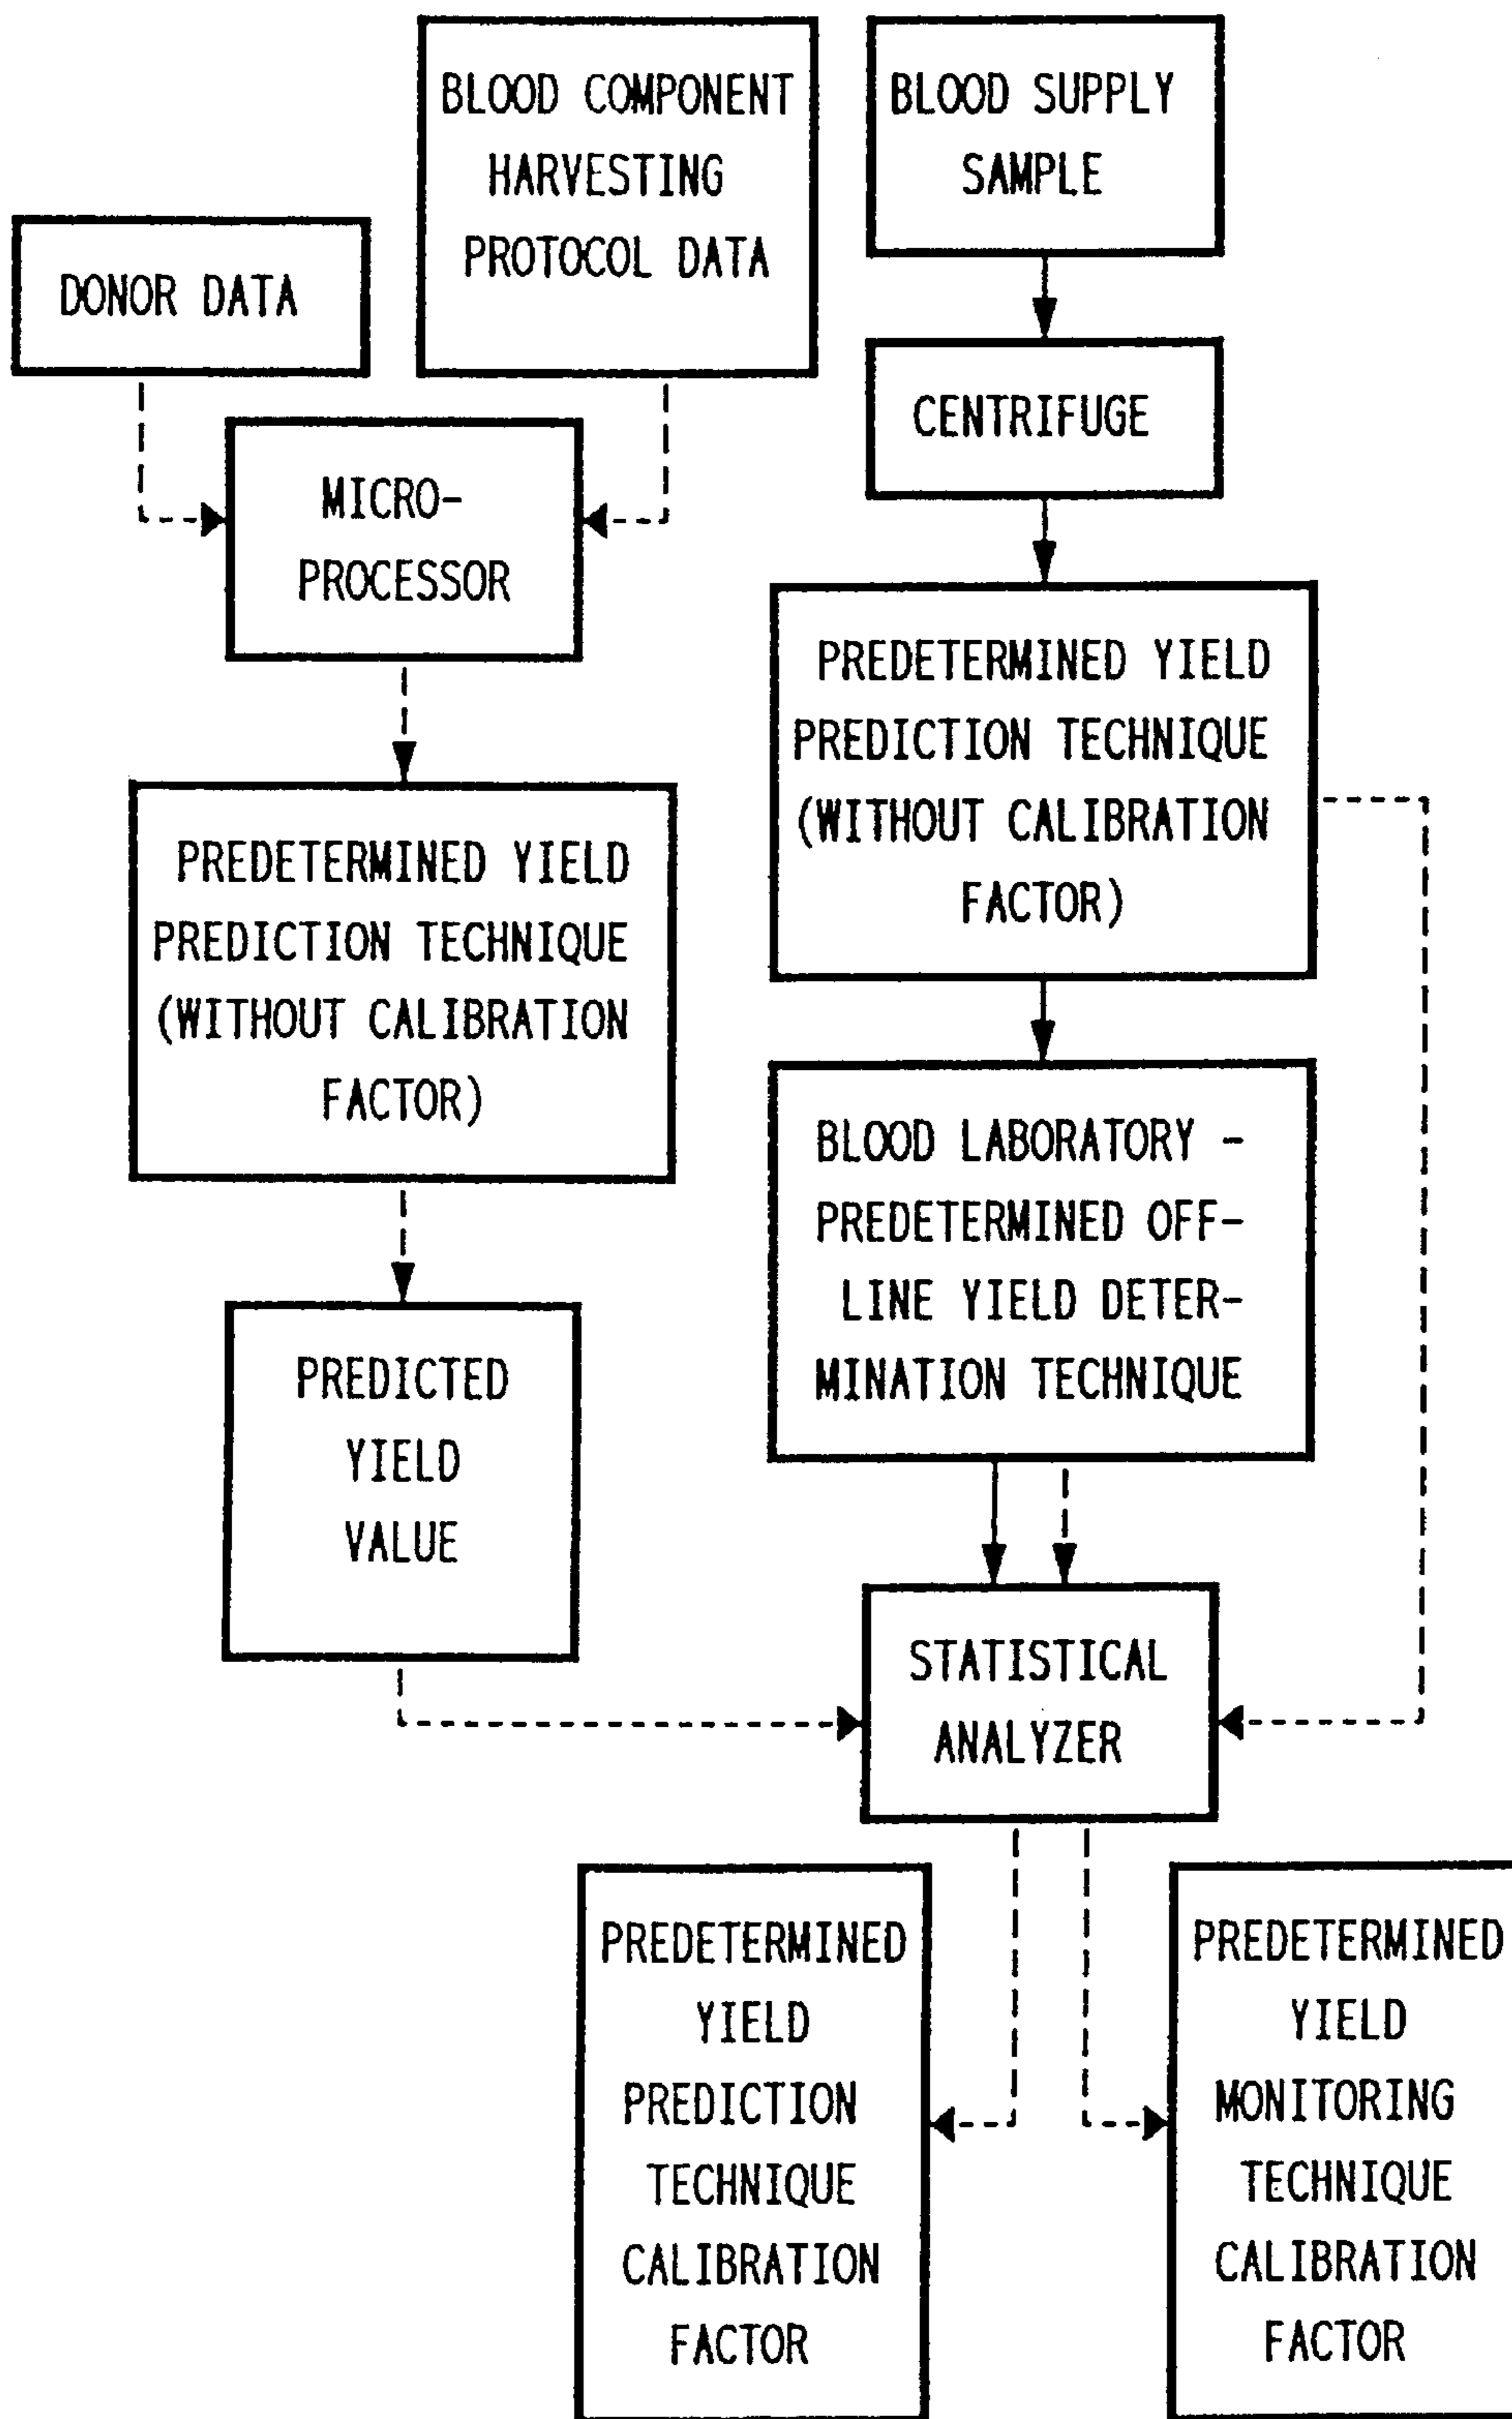 BLOOD COMPONENT
HARVESTING
PROTOCOL DATA
BLOOD SUPPLY
SAMPLE
DONOR DATA
CENTRIFUGE
MICRO-
PROCESSOR
PREDETERMINED YIELD
PREDICTION TECHNIQUE
(WITHOUT CALIBRATION
FACTOR)
PREDETERMINED YIELD
PREDICTION TECHNIQUE
(WITHOUT CALIBRATION
FACTOR)
BLOOD LABORATORY -
PREDETERMINED OFF-
LINE YIELD DETER-
MINATION TECHNIQUE
PREDICTED
YIELD
VALUE
STATISTICAL
ANALYZER
PREDETERMINED
YIELD
PREDICTION
TECHNIQUE
CALIBRATION
FACTOR
PREDETERMINED
YIELD
MONITORING
TECHNIQUE
CALIBRATION
FACTOR